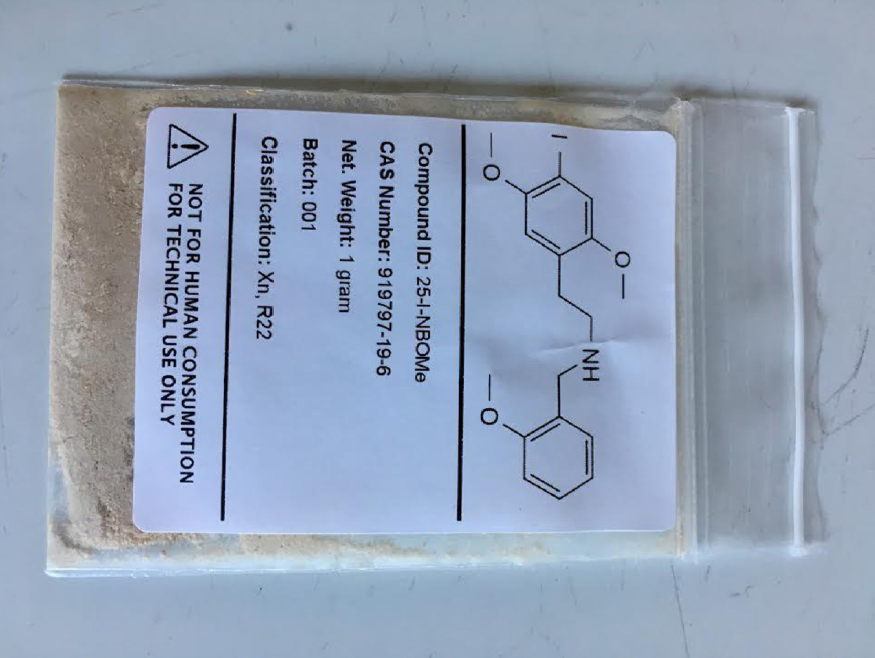 I
O
O
NH
O
Compound ID: 25-I-NBOMe
CAS Number: 919797-19-6
Net. Weight: 1 gram
Batch: 001
Classification: Xn, R22
NOT FOR HUMAN CONSUMPTION
FOR TECHNICAL USE ONLY